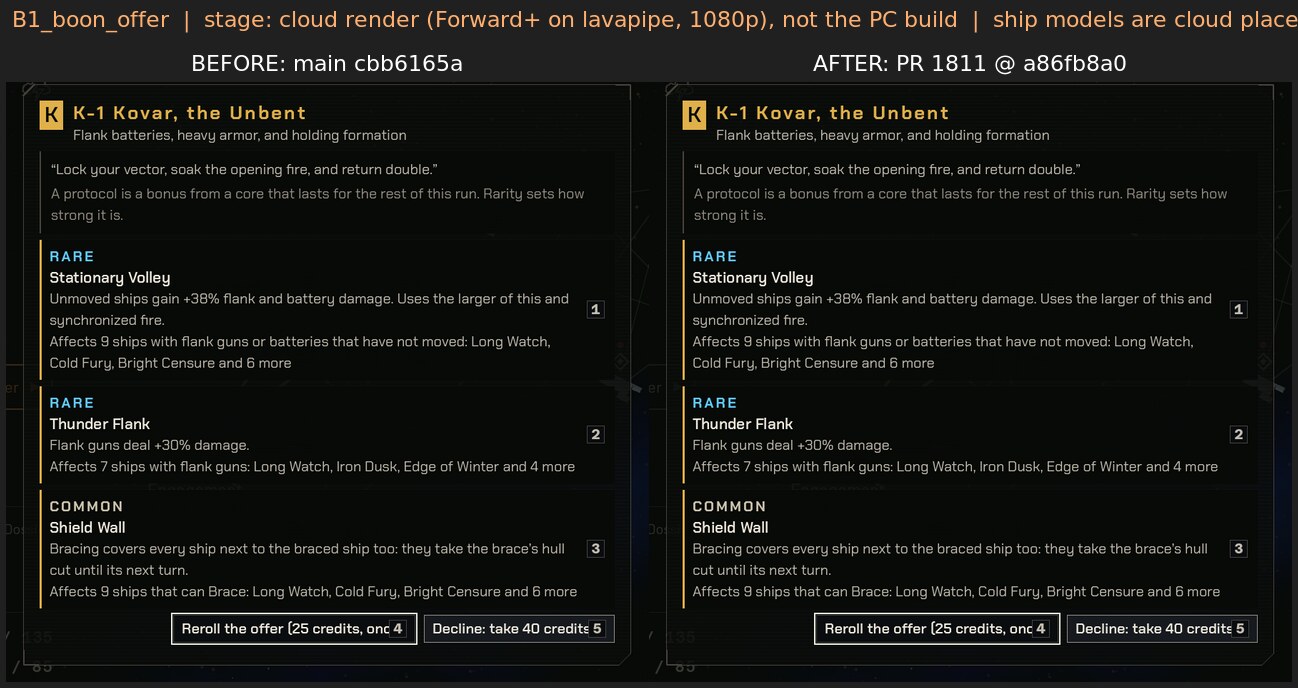 B1_boon_offer | stage: cloud render (Forward+ on lavapipe, 1080p), not the PC build | ship models are cloud place
BEFORE: main cbb6165a
AFTER: PR 1811 @ a86fb8a0
K K-1 Kovar, the Unbent
Flank batteries, heavy armor, and holding formation
“Lock your vector, soak the opening fire, and return double.”
A protocol is a bonus from a core that lasts for the rest of this run. Rarity sets how
strong it is.
RARE
Stationary Volley
Unmoved ships gain +38% flank and battery damage. Uses the larger of this and
synchronized fire.
Affects 9 ships with flank guns or batteries that have not moved: Long Watch,
Cold Fury, Bright Censure and 6 more
1
RARE
Thunder Flank
Flank guns deal +30% damage.
Affects 7 ships with flank guns: Long Watch, Iron Dusk, Edge of Winter and 4 more
2
COMMON
Shield Wall
Bracing covers every ship next to the braced ship too: they take the brace’s hull
cut until its next turn.
Affects 9 ships that can Brace: Long Watch, Cold Fury, Bright Censure and 6 more
3
Reroll the offer (25 credits, onc 4
Decline: take 40 credits 5
/ 135
/ 85
K K-1 Kovar, the Unbent
Flank batteries, heavy armor, and holding formation
“Lock your vector, soak the opening fire, and return double.”
A protocol is a bonus from a core that lasts for the rest of this run. Rarity sets how
strong it is.
RARE
Stationary Volley
Unmoved ships gain +38% flank and battery damage. Uses the larger of this and
synchronized fire.
Affects 9 ships with flank guns or batteries that have not moved: Long Watch,
Cold Fury, Bright Censure and 6 more
1
RARE
Thunder Flank
Flank guns deal +30% damage.
Affects 7 ships with flank guns: Long Watch, Iron Dusk, Edge of Winter and 4 more
2
COMMON
Shield Wall
Bracing covers every ship next to the braced ship too: they take the brace’s hull
cut until its next turn.
Affects 9 ships that can Brace: Long Watch, Cold Fury, Bright Censure and 6 more
3
Reroll the offer (25 credits, onc 4
Decline: take 40 credits 5
/ 135
/ 85